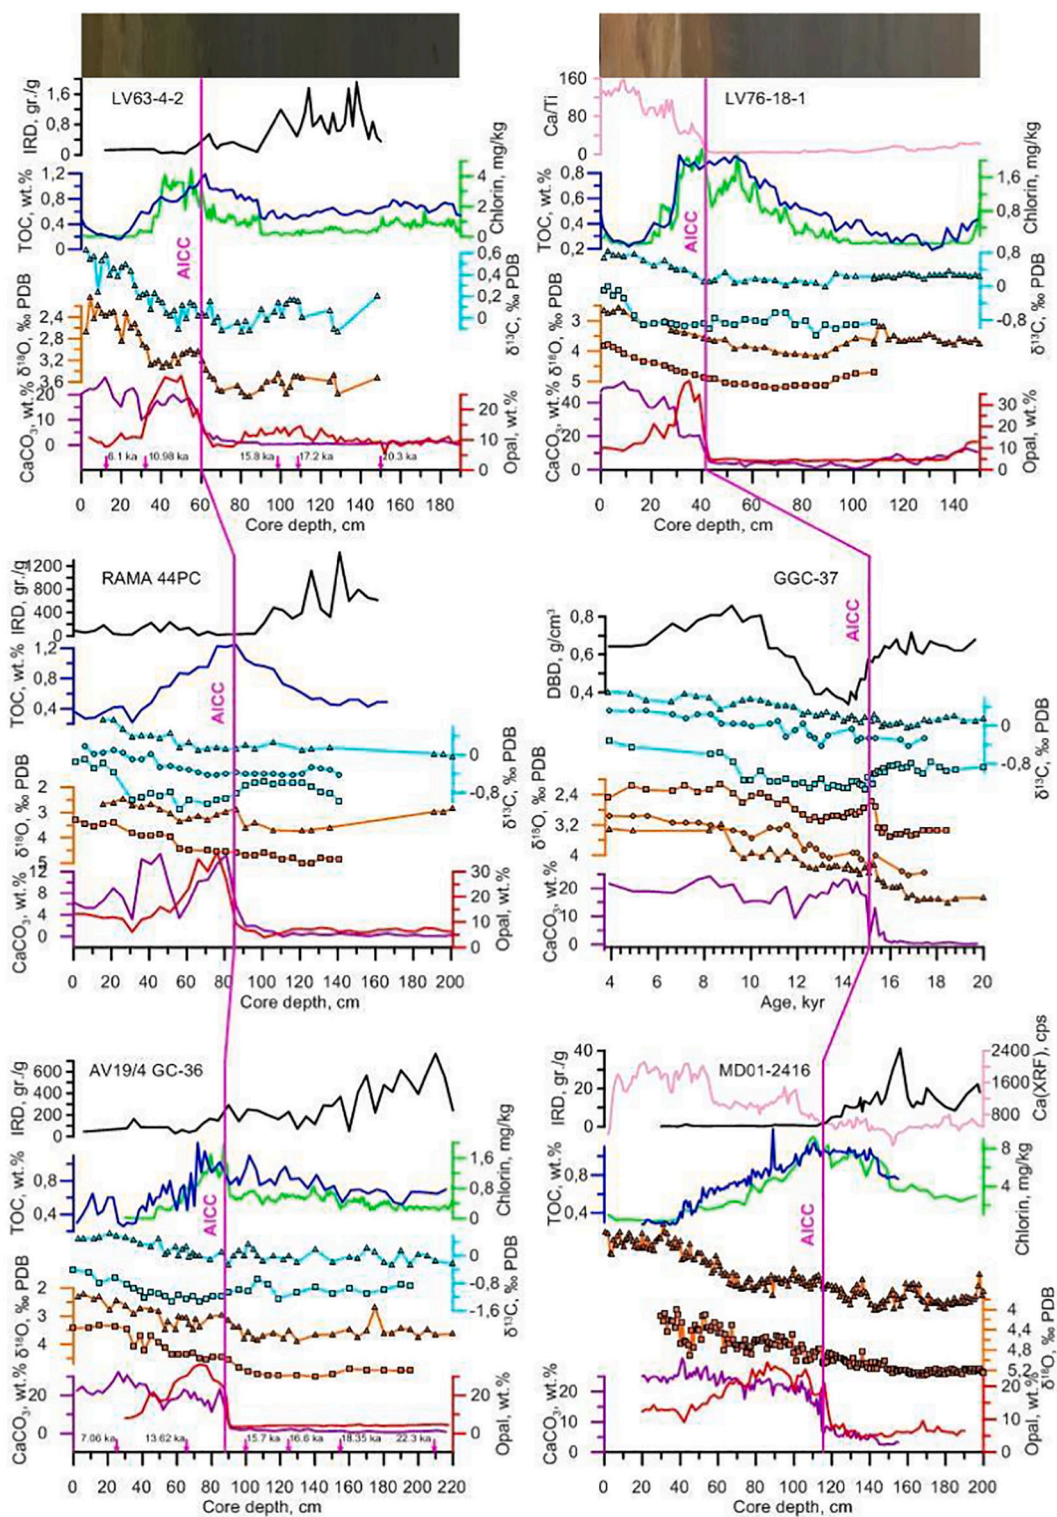 LV63-4-2
IRD, gr./g
1,6
0,8
0
TOC, wt.%
1,2
0,8
0,4
0
Chlorin, mg/kg
4
2
0
AICC
δ¹³C, ‰ PDB
0,6
0,4
0,2
0
δ¹⁸O, ‰ PDB
2,4
2,8
3,2
3,6
CaCO₃, wt.%
20
10
0
Opal, wt.%
20
10
0
6.1 ka
10.98 ka
15.8 ka
17.2 ka
20.3 ka
0 20 40 60 80 100 120 140 160 180
Core depth, cm
LV76-18-1
Ca/Ti
160
80
0
TOC, wt.%
0,8
0,6
0,4
0,2
Chlorin, mg/kg
1,6
0,8
0
AICC
δ¹³C, ‰ PDB
0,8
0
-0,8
δ¹⁸O, ‰ PDB
3
4
5
CaCO₃, wt.%
40
20
0
Opal, wt.%
30
20
10
0
0 20 40 60 80 100 120 140
Core depth, cm
RAMA 44PC
IRD, gr./g
1200
800
400
0
TOC, wt.%
1,2
0,8
0,4
AICC
δ¹³C, ‰ PDB
0
-0,8
δ¹⁸O, ‰ PDB
2
3
4
5
CaCO₃, wt.%
12
8
4
0
Opal, wt.%
30
20
10
0
0 20 40 60 80 100 120 140 160 180 200
Core depth, cm
GGC-37
DBD, g/cm³
0,8
0,6
0,4
AICC
δ¹³C, ‰ PDB
0
-0,8
δ¹⁸O, ‰ PDB
2,4
3,2
4
CaCO₃, wt.%
20
10
0
4 6 8 10 12 14 16 18 20
Age, kyr
AV19/4 GC-36
IRD, gr./g
600
400
200
0
TOC, wt.%
0,8
0,4
Chlorin, mg/kg
1,6
0,8
0
AICC
δ¹³C, ‰ PDB
0
-0,8
-1,6
δ¹⁸O, ‰ PDB
2
3
4
CaCO₃, wt.%
20
0
Opal, wt.%
20
0
7.06 ka
13.62 ka
15.7 ka
16.6 ka
18.35 ka
22.3 ka
0 20 40 60 80 100 120 140 160 180 200 220
Core depth, cm
MD01-2416
IRD, gr./g
40
20
0
Ca(XRF), cps
2400
1600
800
TOC, wt.%
0,8
0,4
Chlorin, mg/kg
8
4
AICC
δ¹⁸O, ‰ PDB
4
4,4
4,8
5,2
CaCO₃, wt.%
20
10
0
Opal, wt.%
20
10
0
0 20 40 60 80 100 120 140 160 180 200
Core depth, cm